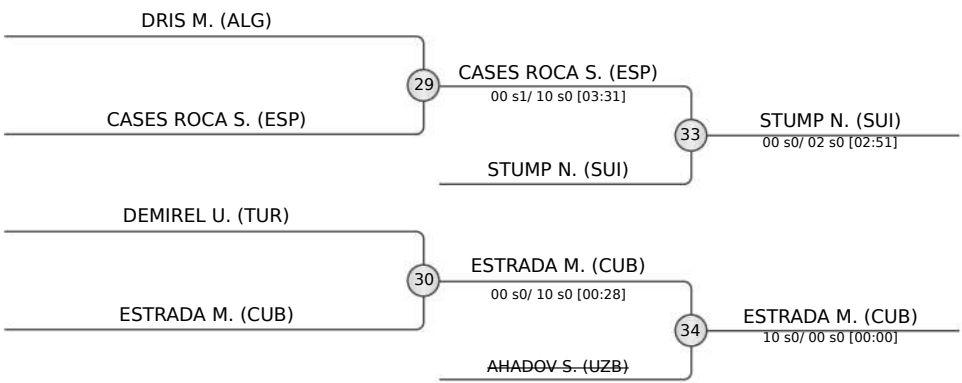 DRIS M. (ALG)
29
CASES ROCA S. (ESP)
00 s1/ 10 s0 [03:31]
CASES ROCA S. (ESP)
33
STUMP N. (SUI)
00 s0/ 02 s0 [02:51]
STUMP N. (SUI)
DEMIREL U. (TUR)
30
ESTRADA M. (CUB)
00 s0/ 10 s0 [00:28]
ESTRADA M. (CUB)
34
ESTRADA M. (CUB)
10 s0/ 00 s0 [00:00]
AHADOV S. (UZB)